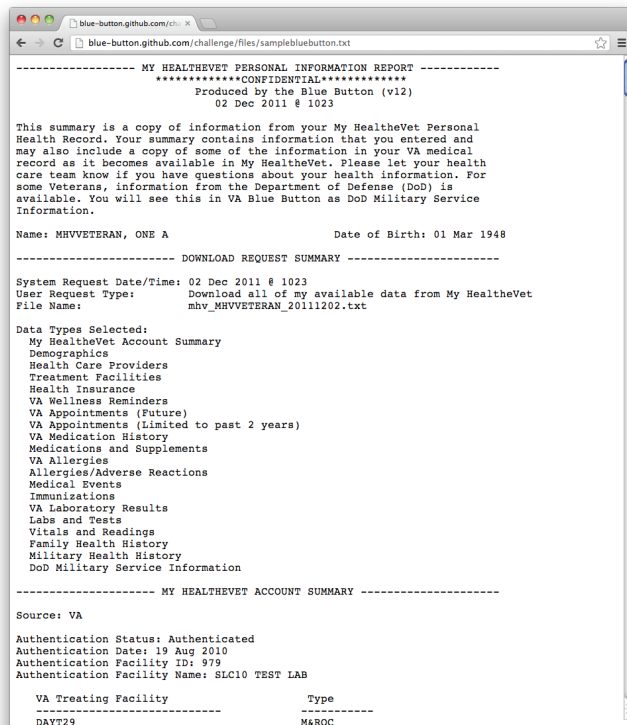 blue-button.github.com/cha
blue-button.github.com/challenge/files/samplebluebutton.txt
------------------ MY HEALTHEVET PERSONAL INFORMATION REPORT ------------
*************CONFIDENTIAL*************
Produced by the Blue Button (v12)
02 Dec 2011 @ 1023
This summary is a copy of information from your My HealtheVet Personal
Health Record. Your summary contains information that you entered and
may also include a copy of some of the information in your VA medical
record as it becomes available in My HealtheVet. Please let your health
care team know if you have questions about your health information. For
some Veterans, information from the Department of Defense (DoD) is
available. You will see this in VA Blue Button as DoD Military Service
Information.
Name: MHVVETERAN, ONE A Date of Birth: 01 Mar 1948
----------------------- DOWNLOAD REQUEST SUMMARY ----------------------
System Request Date/Time: 02 Dec 2011 @ 1023
User Request Type: Download all of my available data from My HealtheVet
File Name: mhv_MHVVETERAN_20111202.txt
Data Types Selected:
My HealtheVet Account Summary
Demographics
Health Care Providers
Treatment Facilities
Health Insurance
VA Wellness Reminders
VA Appointments (Future)
VA Appointments (Limited to past 2 years)
VA Medication History
Medications and Supplements
VA Allergies
Allergies/Adverse Reactions
Medical Events
Immunizations
VA Laboratory Results
Labs and Tests
Vitals and Readings
Family Health History
Military Health History
DoD Military Service Information
--------------------- MY HEALTHEVET ACCOUNT SUMMARY ---------------------
Source: VA
Authentication Status: Authenticated
Authentication Date: 19 Aug 2010
Authentication Facility ID: 979
Authentication Facility Name: SLC10 TEST LAB
VA Treating Facility Type
---------------------------- -----------
DAYT29 M&ROC